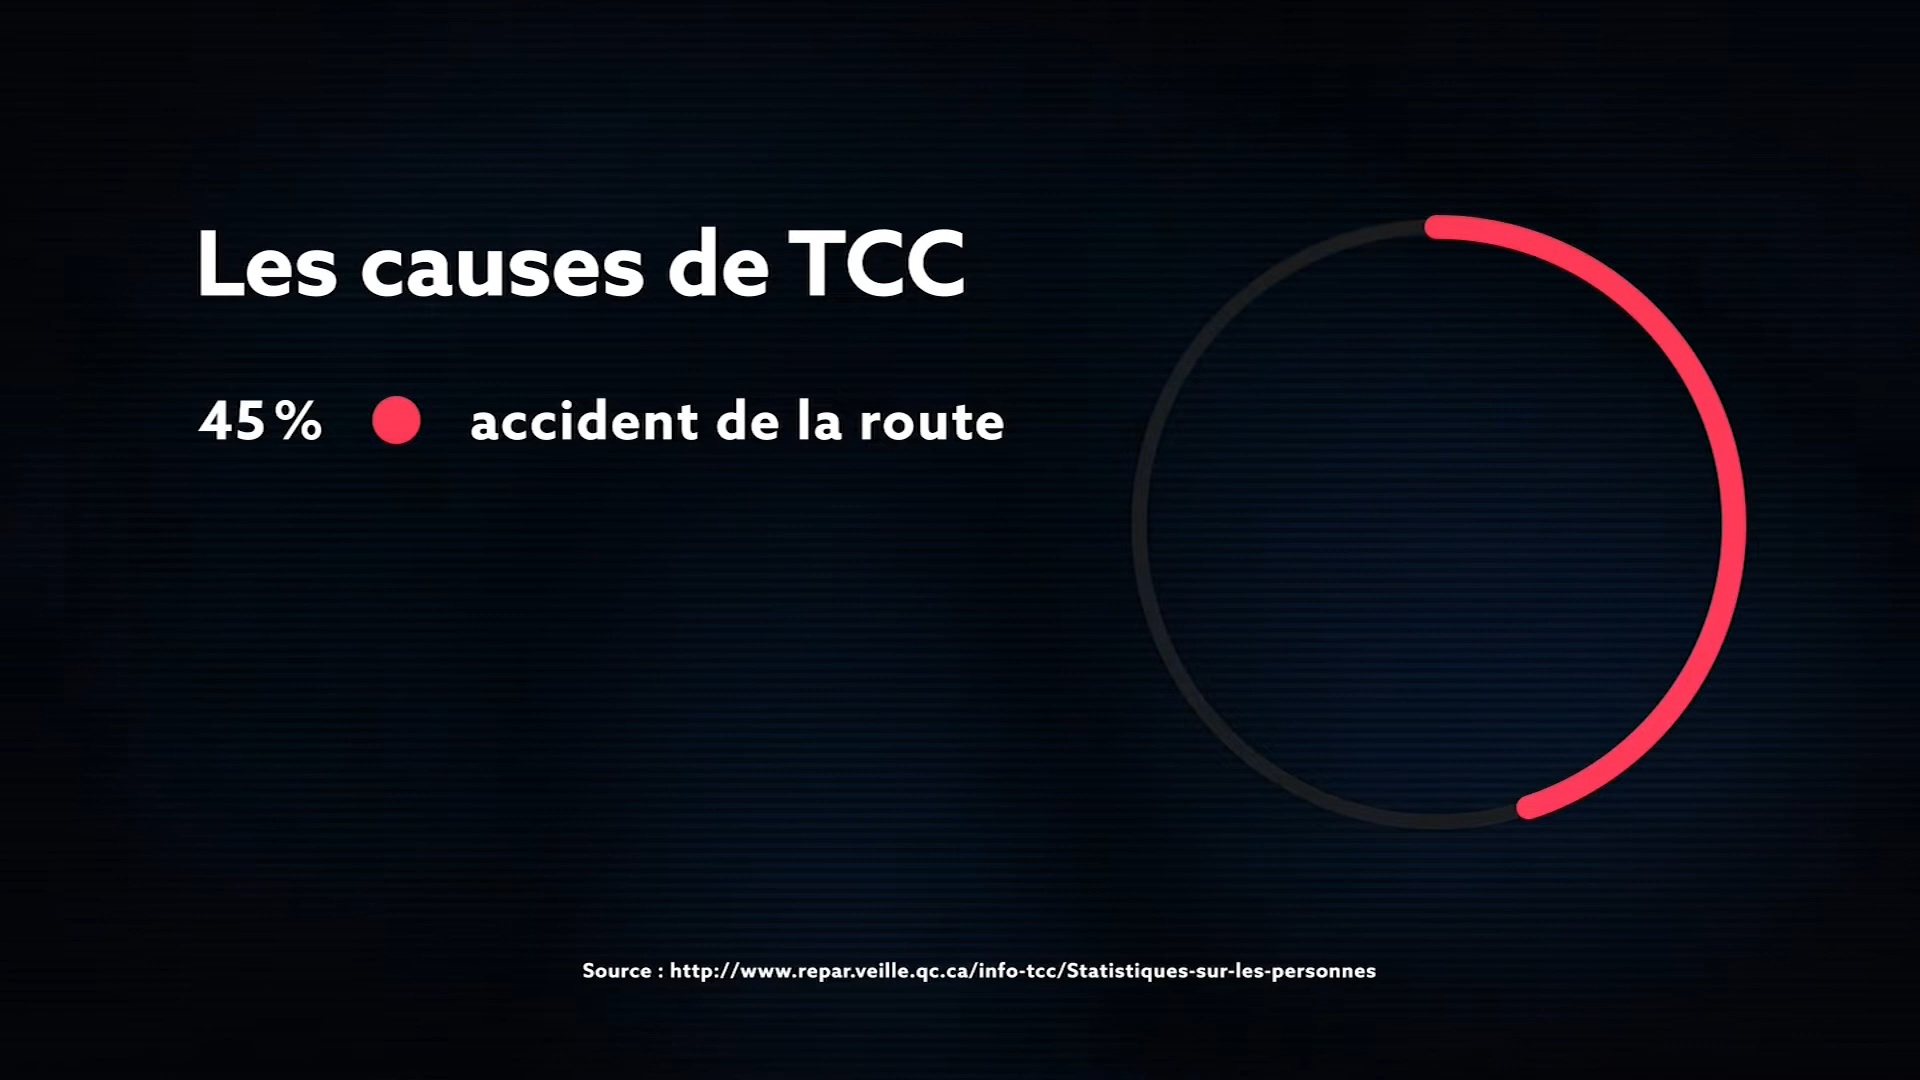 Les causes de TCC
45 % accident de la route
Source : http://www.repar.veille.qc.ca/info-tcc/Statistiques-sur-les-personnes